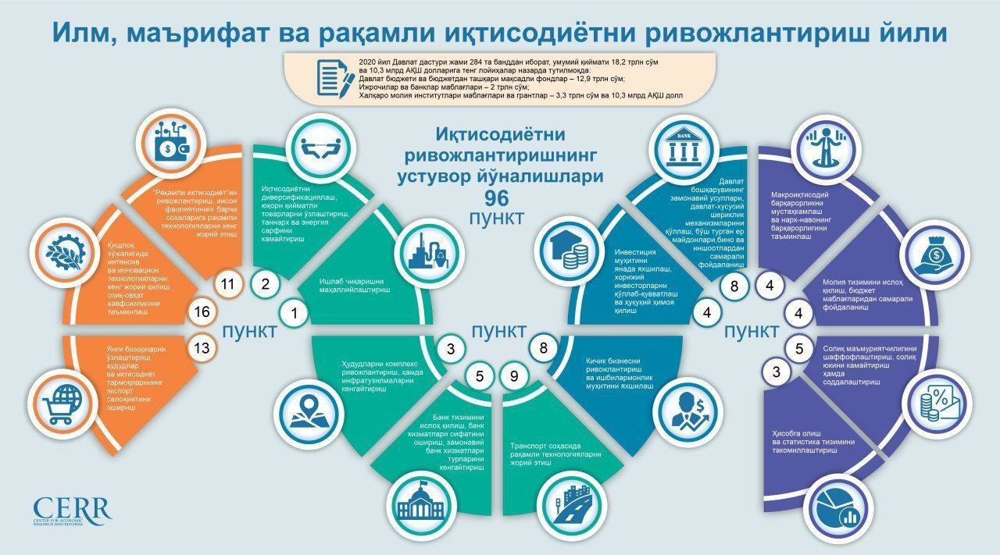 Илм, маърифат ва рақамли иқтисодиётни ривожлантириш йили
2020 йил Давлат дастури жами 284 та банддан иборат, умумий қиймати 18,2 трлн сўм
ва 10,3 млрд АҚШ долларига тенг лойиҳалар назарда тутилмоқда:
Давлат бюджети ва бюджетдан ташқари мақсадли фондлар – 12,9 трлн сўм;
Ижрочилар ва банклар маблағлари – 2 трлн сўм;
Халқаро молия институтлари маблағлари ва грантлар – 3,3 трлн сўм ва 10,3 млрд АҚШ долл
Иқтисодиётни
ривожлантиришнинг
устувор йўналишлари
96
пункт
Янги бозорларни
ўзлаштириш,
ҳудудлар
ва иқтисодиёт
тармоқларининг
экспорт
салоҳиятини
ошириш
13
Қишлоқ
хўжалигида
интенсив
ва инновацион
технологияларни
кенг жорий қилиш,
озиқ-овқат
хавфсизлигини
таъминлаш
16
"Рақамли иқтисодиёт"ни
ривожлантириш, инсон
фаолиятининг барча
соҳаларига рақамли
технологияларни кенг
жорий этиш
11
Иқтисодиётни
диверсификациялаш,
юқори қийматли
товарларни ўзлаштириш,
таннарх ва энергия
сарфини
камайтириш
2
Ишлаб чиқаришни
маҳаллийлаштириш
1
пункт
Ҳудудларни комплекс
ривожлантириш, ҳамда
инфратузилмаларни
кенгайтириш
3
Банк тизимини
ислоҳ қилиш, банк
хизматлари сифатини
ошириш, замонавий
банк хизматлари
турларини
кенгайтириш
5
пункт
Транспорт соҳасида
рақамли технологияларни
жорий этиш
9
Кичик бизнесни
ривожлантириш
ва ишбилармонлик
муҳитини яхшилаш
8
Инвестиция
муҳитини
янада яхшилаш,
хорижий
инвесторларни
қўллаб-қувватлаш
ва ҳуқуқий ҳимоя
қилиш
4
BANK
Давлат
бошқарувининг
замонавий усуллари,
давлат-хусусий
шериклик
механизмларини
қўллаш, бўш турган ер
майдонлари,бино ва
иншоотлардан
самарали
фойдаланиш
8
Макроиқтисодий
барқарорликни
мустаҳкамлаш
ва нарх-навонинг
барқарорлигини
таъминлаш
4
Молия тизимини ислоҳ
қилиш, бюджет
маблағларидан самарали
фойдаланиш
4
пункт
Солиқ маъмуриятчилигини
шаффофлаштириш, солиқ
юкини камайтириш
ҳамда
соддалаштириш
5
Ҳисобга олиш
ва статистика тизимини
такомиллаштириш
3
CERR
CENTER FOR ECONOMIC
RESEARCH AND REFORMS